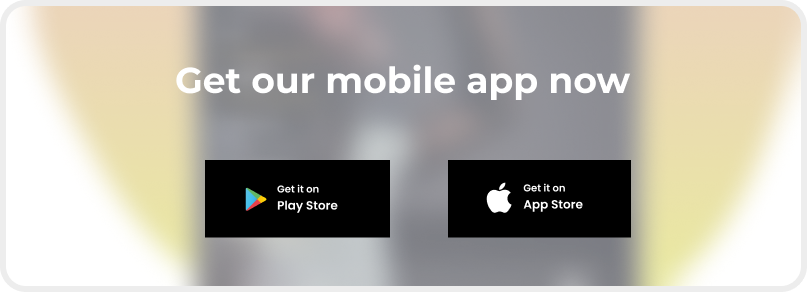 Get our mobile app now
Get it on
Play Store
Get it on
App Store